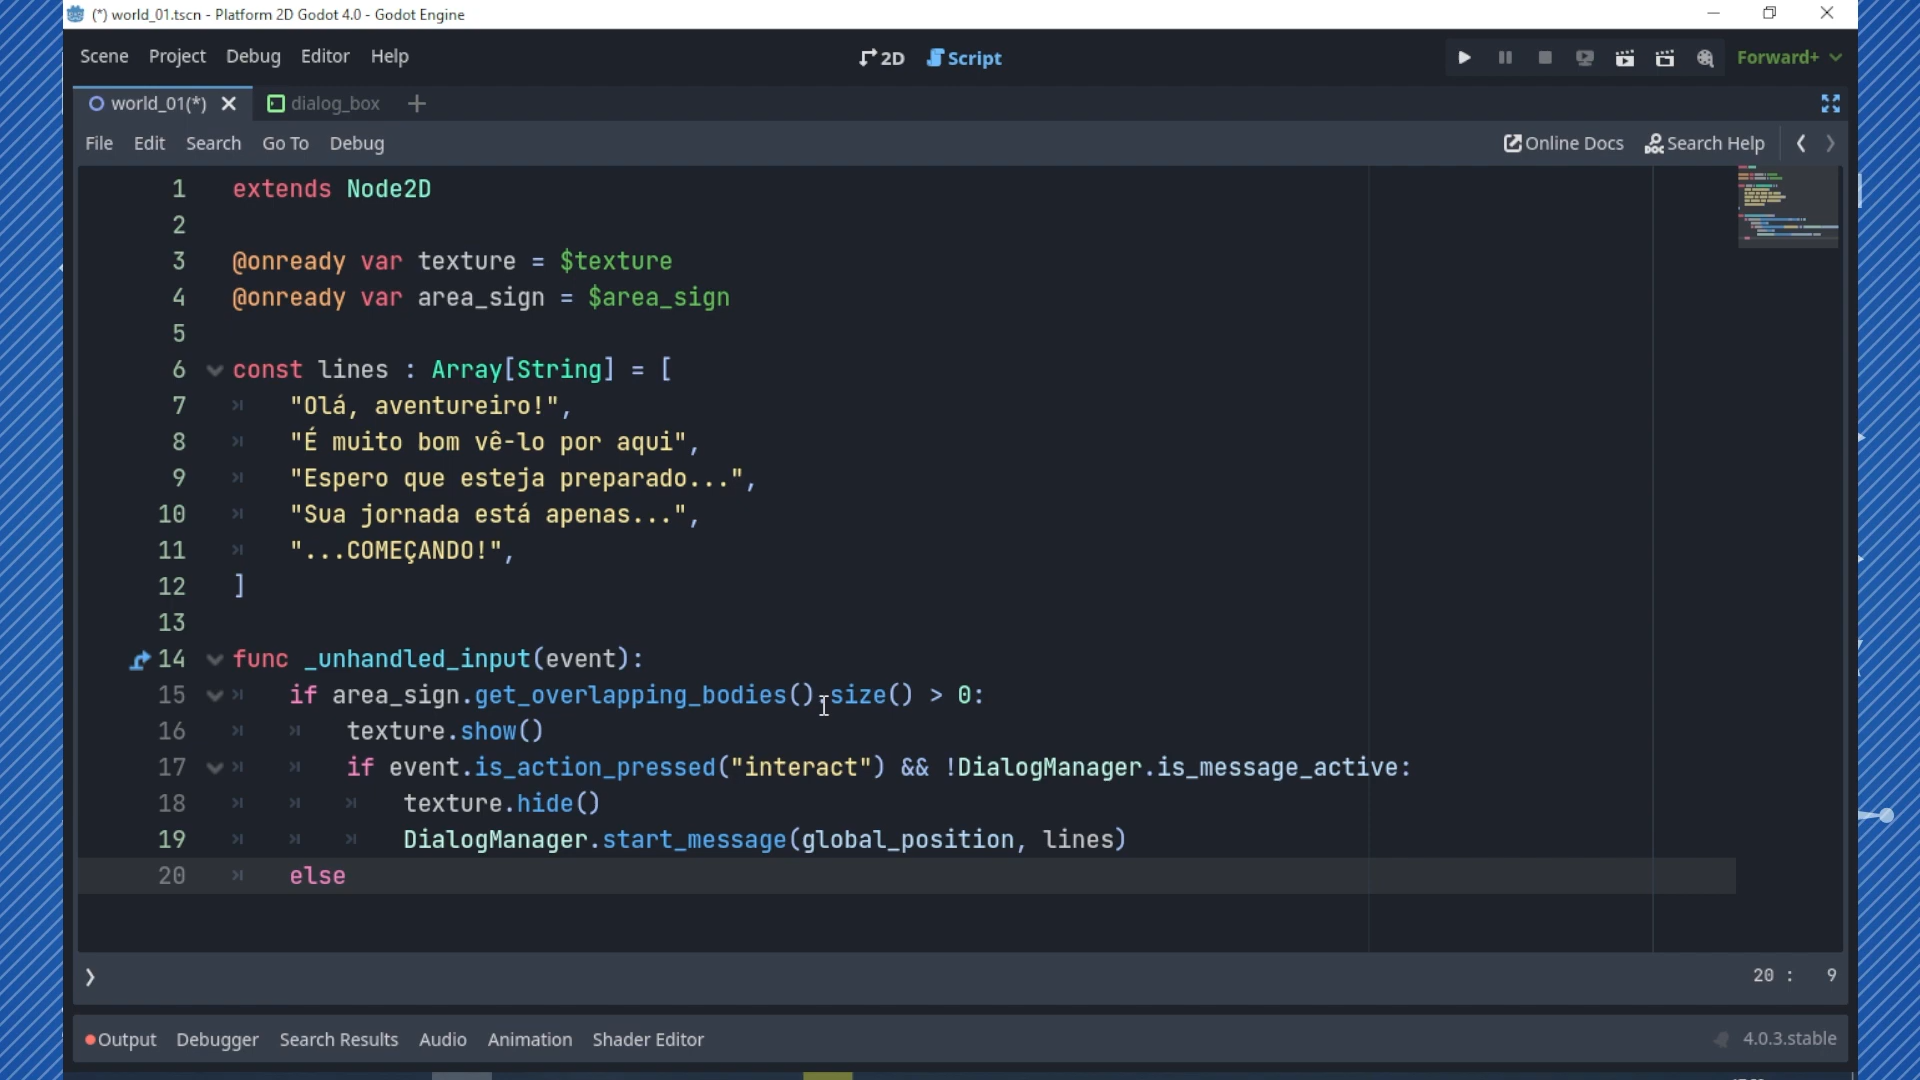 (*) world_01.tscn - Platform 2D Godot 4.0 - Godot Engine
Scene Project Debug Editor Help 2D Script Forward+
world_01(*) dialog_box
File Edit Search Go To Debug Online Docs Search Help
1 extends Node2D
2
3 @onready var texture = $texture
4 @onready var area_sign = $area_sign
5
6 const lines : Array[String] = [
7 "Olá, aventureiro!",
8 "É muito bom vê-lo por aqui",
9 "Espero que esteja preparado...",
10 "Sua jornada está apenas...",
11 "...COMEÇANDO!",
12 ]
13
14 func _unhandled_input(event):
15 if area_sign.get_overlapping_bodies().size() > 0:
16 texture.show()
17 if event.is_action_pressed("interact") && !DialogManager.is_message_active:
18 texture.hide()
19 DialogManager.start_message(global_position, lines)
20 else
20 : 9
Output Debugger Search Results Audio Animation Shader Editor 4.0.3.stable